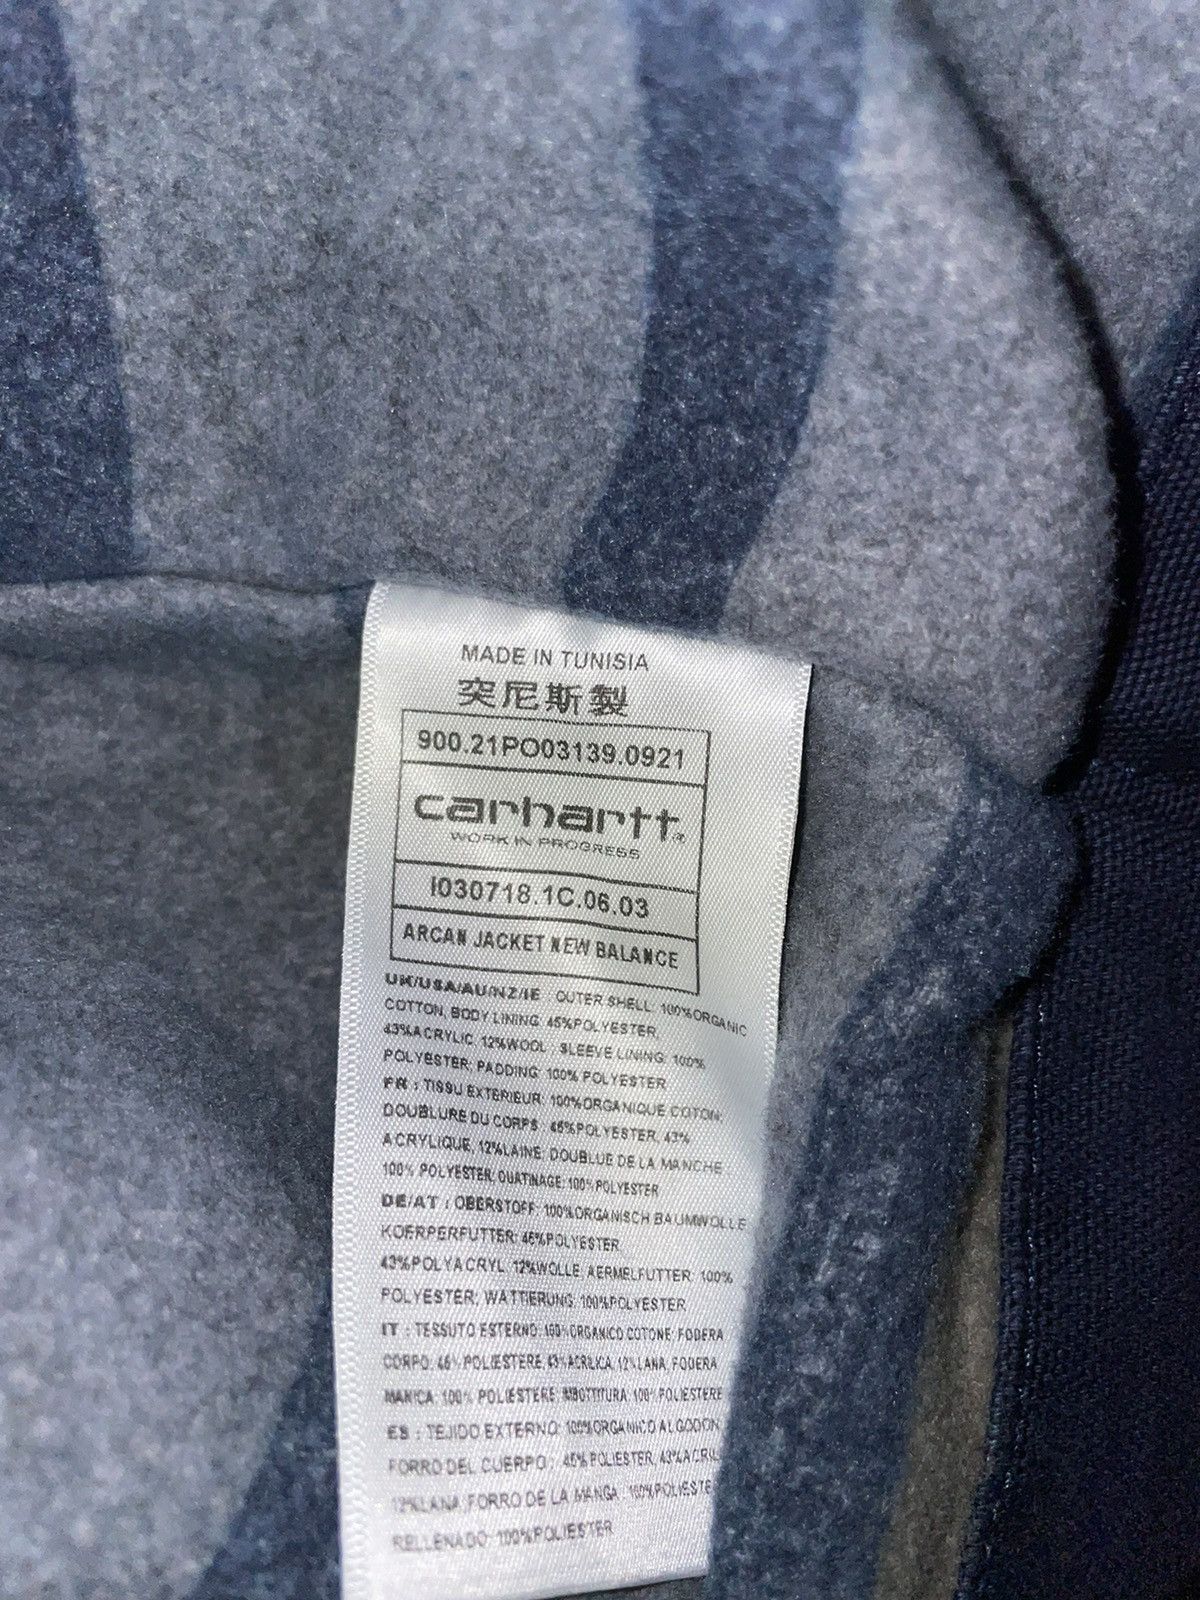 MADE IN TUNISIA
突尼斯製
900.21PO03139.0921
carhartt®
WORK IN PROGRESS
I030718.1C.06.03
ARCAN JACKET NEW BALANCE
UK/USA/AU/NZ/IE : OUTER SHELL: 100%ORGANIC
COTTON, BODY LINING: 45%POLYESTER,
43%ACRYLIC, 12%WOOL ; SLEEVE LINING: 100%
POLYESTER; PADDING: 100% POLYESTER
FR : TISSU EXTERIEUR: 100%ORGANIQUE COTON;
DOUBLURE DU CORPS: 45%POLYESTER, 43%
ACRYLIQUE, 12%LAINE; DOUBLUE DE LA MANCHE :
100% POLYESTER; OUATINAGE: 100%POLYESTER
DE/AT : OBERSTOFF: 100%ORGANISCH BAUMWOLLE
KOERPERFUTTER: 45%POLYESTER,
43%POLYACRYL, 12%WOLLE, AERMELFUTTER: 100%
POLYESTER; WATTIERUNG: 100%POLYESTER
IT : TESSUTO ESTERNO: 100%ORGANICO COTONE; FODERA
CORPO: 45%POLIESTERE, 43%ACRILICA, 12%LANA, FODERA
MANICA: 100% POLIESTERE; IMBOTTITURA: 100%POLIESTERE
ES : TEJIDO EXTERNO: 100%ORGANICO ALGODON
FORRO DEL CUERPO : 45%POLIESTER, 43%ACRIL
12%LANA, FORRO DE LA MANGA: 100%POLIESTE
RELLENADO: 100%POLIESTER